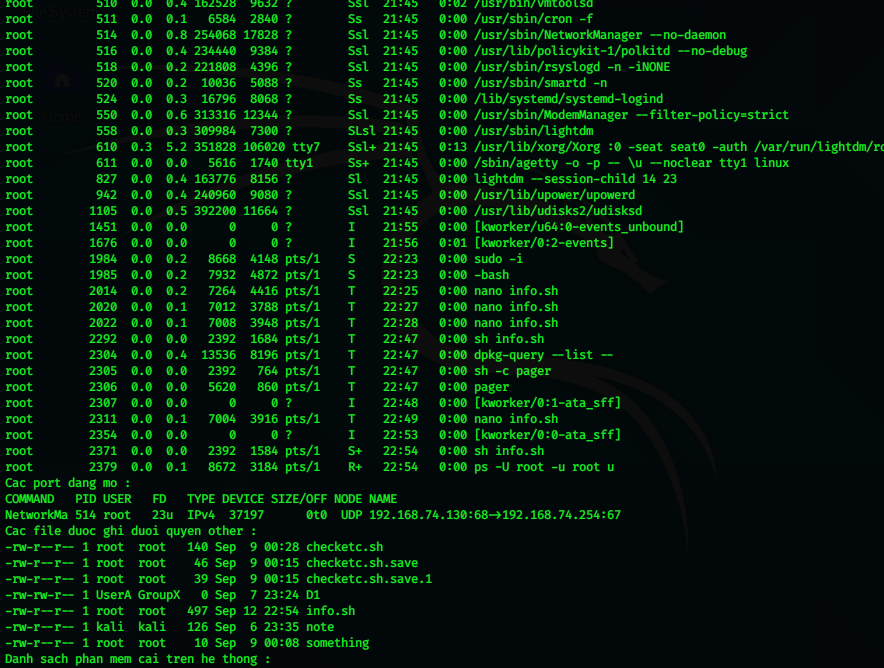 root       510  0.0  0.4 162528  9632 ?        Ssl  21:45   0:02 /usr/bin/vmtoolsd
root       511  0.0  0.1   6584  2840 ?        Ss   21:45   0:00 /usr/sbin/cron -f
root       514  0.0  0.8 254068 17828 ?        Ssl  21:45   0:00 /usr/sbin/NetworkManager --no-daemon
root       516  0.0  0.4 234440  9384 ?        Ssl  21:45   0:00 /usr/lib/policykit-1/polkitd --no-debug
root       518  0.0  0.2 221808  4396 ?        Ssl  21:45   0:00 /usr/sbin/rsyslogd -n -iNONE
root       520  0.0  0.2  10036  5088 ?        Ss   21:45   0:00 /usr/sbin/smartd -n
root       524  0.0  0.3  16796  8068 ?        Ss   21:45   0:00 /lib/systemd/systemd-logind
root       550  0.0  0.6 313316 12344 ?        Ssl  21:45   0:00 /usr/sbin/ModemManager --filter-policy=strict
root       558  0.0  0.3 309984  7300 ?        SLsl 21:45   0:00 /usr/sbin/lightdm
root       610  0.3  5.2 351828 106020 tty7    Ssl+ 21:45   0:13 /usr/lib/xorg/Xorg :0 -seat seat0 -auth /var/run/lightdm/ro
root       611  0.0  0.0   5616  1740 tty1     Ss+  21:45   0:00 /sbin/agetty -o -p -- \u --noclear tty1 linux
root       827  0.0  0.4 163776  8156 ?        Sl   21:45   0:00 lightdm --session-child 14 23
root       942  0.0  0.4 240960  9080 ?        Ssl  21:45   0:00 /usr/lib/upower/upowerd
root      1105  0.0  0.5 392200 11664 ?        Ssl  21:45   0:00 /usr/lib/udisks2/udisksd
root      1451  0.0  0.0      0     0 ?        I    21:55   0:00 [kworker/u64:0-events_unbound]
root      1676  0.0  0.0      0     0 ?        I    21:56   0:01 [kworker/0:2-events]
root      1984  0.0  0.2   8668  4148 pts/1    S    22:23   0:00 sudo -i
root      1985  0.0  0.2   7932  4872 pts/1    S    22:23   0:00 -bash
root      2014  0.0  0.2   7264  4416 pts/1    T    22:25   0:00 nano info.sh
root      2020  0.0  0.1   7012  3788 pts/1    T    22:27   0:00 nano info.sh
root      2022  0.0  0.1   7008  3948 pts/1    T    22:28   0:00 nano info.sh
root      2292  0.0  0.0   2392  1684 pts/1    T    22:47   0:00 sh info.sh
root      2304  0.0  0.4  13536  8196 pts/1    T    22:47   0:00 dpkg-query --list --
root      2305  0.0  0.0   2392   764 pts/1    T    22:47   0:00 sh -c pager
root      2306  0.0  0.0   5620   860 pts/1    T    22:47   0:00 pager
root      2307  0.0  0.0      0     0 ?        I    22:48   0:00 [kworker/0:1-ata_sff]
root      2311  0.0  0.1   7004  3916 pts/1    T    22:49   0:00 nano info.sh
root      2354  0.0  0.0      0     0 ?        I    22:53   0:00 [kworker/0:0-ata_sff]
root      2371  0.0  0.0   2392  1584 pts/1    S+   22:54   0:00 sh info.sh
root      2379  0.0  0.1   8672  3184 pts/1    R+   22:54   0:00 ps -U root -u root u
Cac port dang mo :
COMMAND   PID USER   FD   TYPE DEVICE SIZE/OFF NODE NAME
NetworkMa 514 root   23u  IPv4  37197      0t0  UDP 192.168.74.130:68→192.168.74.254:67
Cac file duoc ghi duoi quyen other :
-rw-r--r-- 1 root  root   140 Sep  9 00:28 checketc.sh
-rw-r--r-- 1 root  root    46 Sep  9 00:15 checketc.sh.save
-rw-r--r-- 1 root  root    39 Sep  9 00:15 checketc.sh.save.1
-rw-rw-r-- 1 UserA GroupX   0 Sep  7 23:24 D1
-rw-r--r-- 1 root  root   497 Sep 12 22:54 info.sh
-rw-r--r-- 1 kali  kali   126 Sep  6 23:35 note
-rw-r--r-- 1 root  root    10 Sep  9 00:08 something
Danh sach phan mem cai tren he thong :